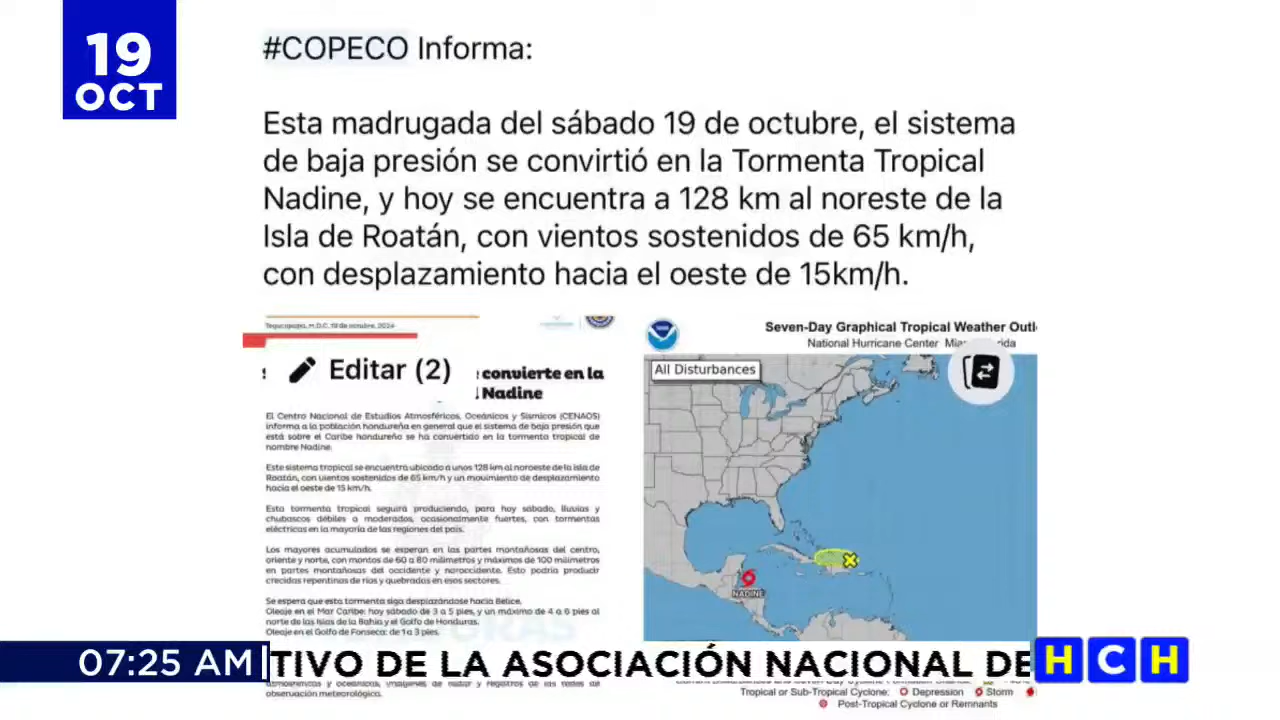 19
OCT
#COPECO Informa:
Esta madrugada del sábado 19 de octubre, el sistema
de baja presión se convirtió en la Tormenta Tropical
Nadine, y hoy se encuentra a 128 km al noreste de la
Isla de Roatán, con vientos sostenidos de 65 km/h,
con desplazamiento hacia el oeste de 15km/h.
Tegucigalpa, M.D.C. 19 de octubre, 2024
Editar (2)
convierte en la
Nadine
El Centro Nacional de Estudios Atmosféricos, Oceánicos y Sísmicos (CENAOS)
informa a la población hondureña en general que el sistema de baja presión que
está sobre el Caribe hondureño se ha convertido en la tormenta tropical de
nombre Nadine.
Este sistema tropical se encuentra ubicado a unos 128 km al noroeste de la isla de
Roatán, con vientos sostenidos de 65 km/h y un movimiento de desplazamiento
hacia el oeste de 15 km/h.
Esta tormenta tropical seguirá produciendo, para hoy sábado, lluvias y
chubascos débiles a moderados, ocasionalmente fuertes, con tormentas
eléctricas en la mayoría de las regiones del país.
Los mayores acumulados se esperan en las partes montañosas del centro,
oriente y norte, con montos de 60 a 80 milímetros y máximos de 100 milímetros
en partes montañosas del occidente y noroccidente. Esto podría producir
crecidas repentinas de ríos y quebradas en esos sectores.
Se espera que esta tormenta siga desplazándose hacia Belice.
Oleaje en el Mar Caribe: hoy sábado de 3 a 5 pies, y un máximo de 4 a 6 pies al
norte de las Islas de la Bahía y el Golfo de Honduras.
Oleaje en el Golfo de Fonseca: de 1 a 3 pies.
observación meteorológica.
Seven-Day Graphical Tropical Weather Outl
National Hurricane Center Miami, Florida
All Disturbances
NADINE
Tropical or Sub-Tropical Cyclone: Depression Storm
Post-Tropical Cyclone or Remnants
07:25 AM
TIVO DE LA ASOCIACIÓN NACIONAL DE
HCH